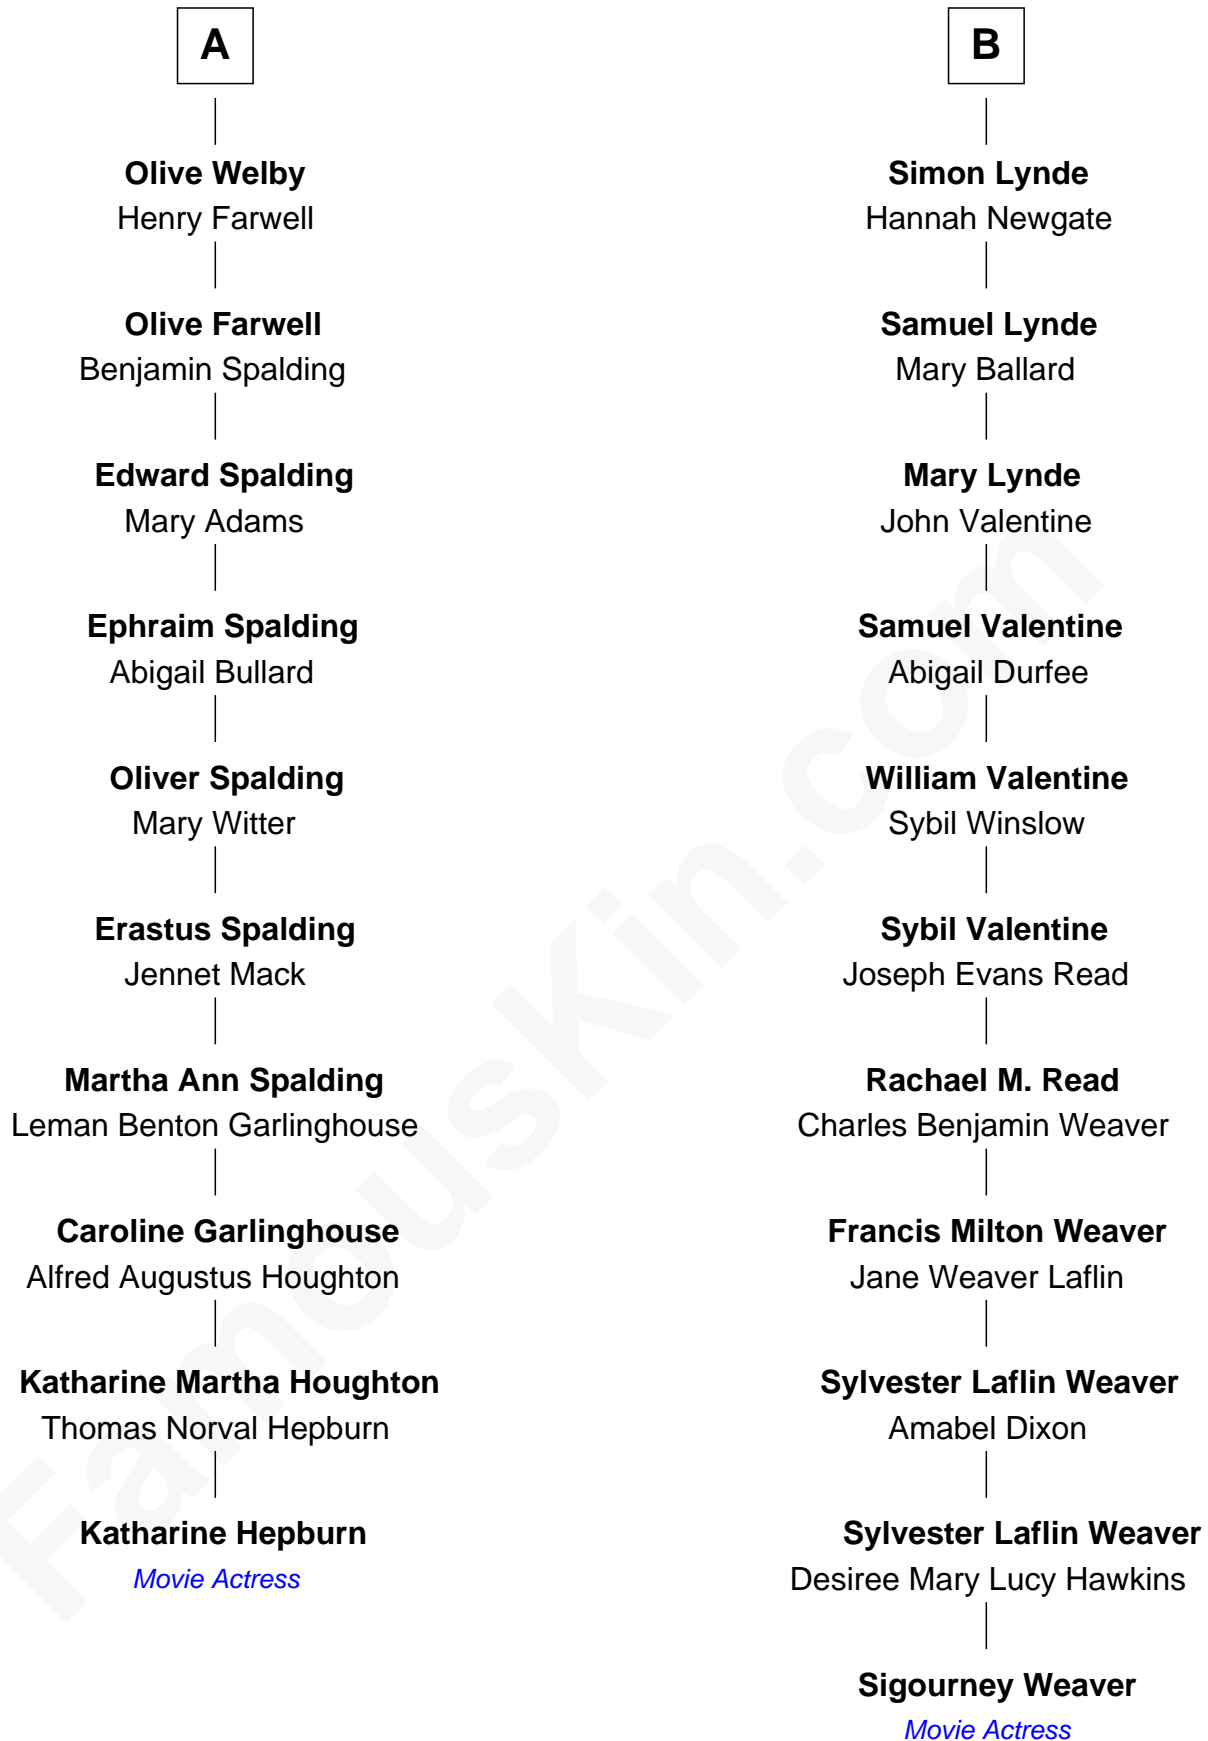 A
Olive Welby
Henry Farwell
Olive Farwell
Benjamin Spalding
Edward Spalding
Mary Adams
Ephraim Spalding
Abigail Bullard
Oliver Spalding
Mary Witter
Erastus Spalding
Jennet Mack
Martha Ann Spalding
Leman Benton Garlinghouse
Caroline Garlinghouse
Alfred Augustus Houghton
Katharine Martha Houghton
Thomas Norval Hepburn
Katharine Hepburn
Movie Actress
B
Simon Lynde
Hannah Newgate
Samuel Lynde
Mary Ballard
Mary Lynde
John Valentine
Samuel Valentine
Abigail Durfee
William Valentine
Sybil Winslow
Sybil Valentine
Joseph Evans Read
Rachael M. Read
Charles Benjamin Weaver
Francis Milton Weaver
Jane Weaver Laflin
Sylvester Laflin Weaver
Amabel Dixon
Sylvester Laflin Weaver
Desiree Mary Lucy Hawkins
Sigourney Weaver
Movie Actress
FamousKin.com